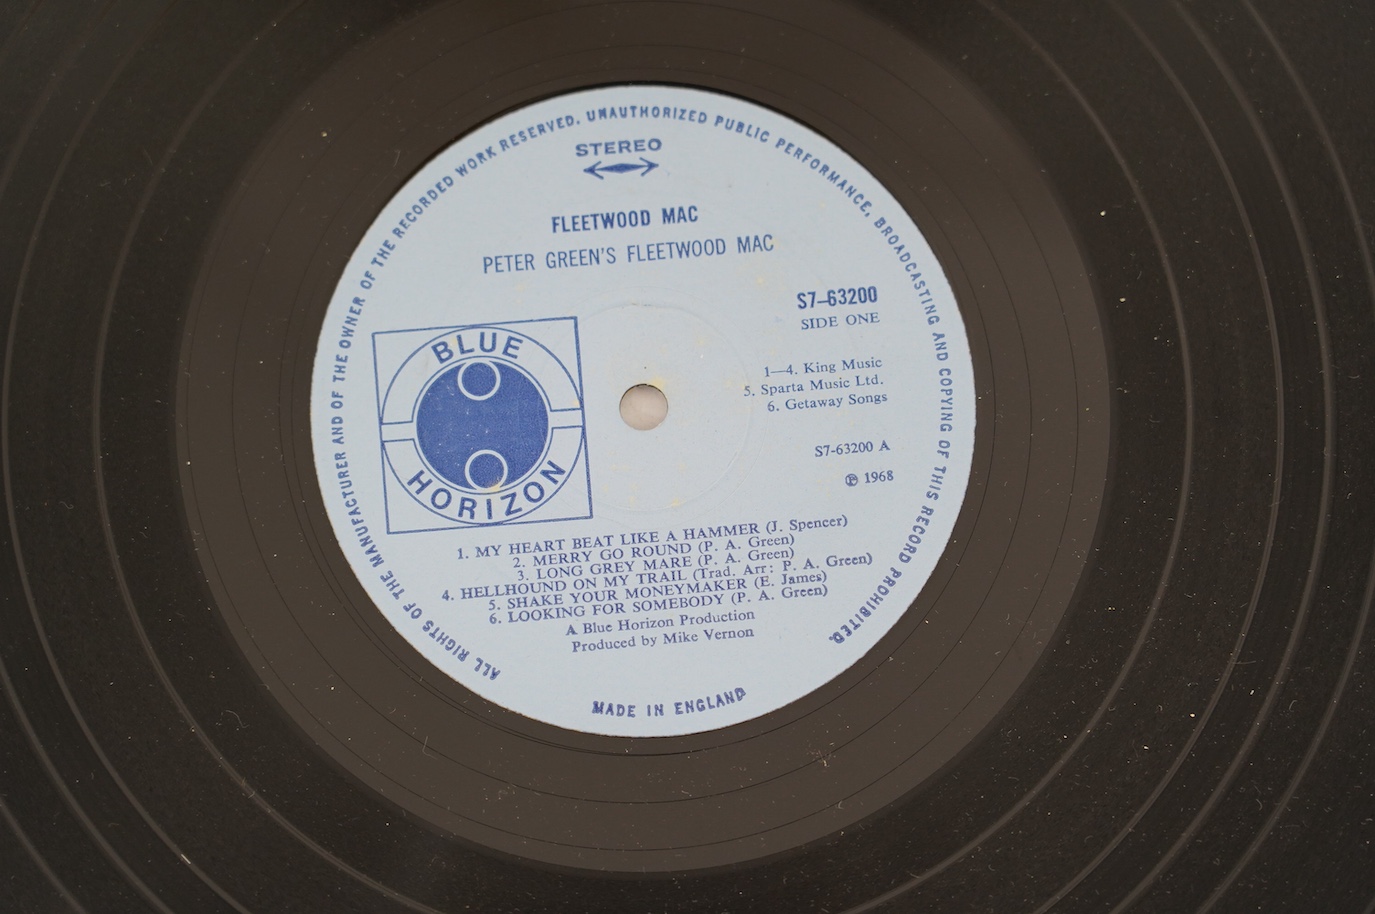 ALL RIGHTS OF THE MANUFACTURER AND OF THE OWNER OF THE RECORDED WORK RESERVED. UNAUTHORIZED PUBLIC PERFORMANCE, BROADCASTING AND COPYING OF THIS RECORD PROHIBITED.
STEREO
FLEETWOOD MAC
PETER GREEN'S FLEETWOOD MAC
S7–63200
SIDE ONE
BLUE
HORIZON
1—4. King Music
5. Sparta Music Ltd.
6. Getaway Songs
S7-63200 A
℗ 1968
1. MY HEART BEAT LIKE A HAMMER (J. Spencer)
2. MERRY GO ROUND (P. A. Green)
3. LONG GREY MARE (P. A. Green)
4. HELLHOUND ON MY TRAIL (Trad. Arr: P. A. Green)
5. SHAKE YOUR MONEYMAKER (E. James)
6. LOOKING FOR SOMEBODY (P. A. Green)
A Blue Horizon Production
Produced by Mike Vernon
MADE IN ENGLAND